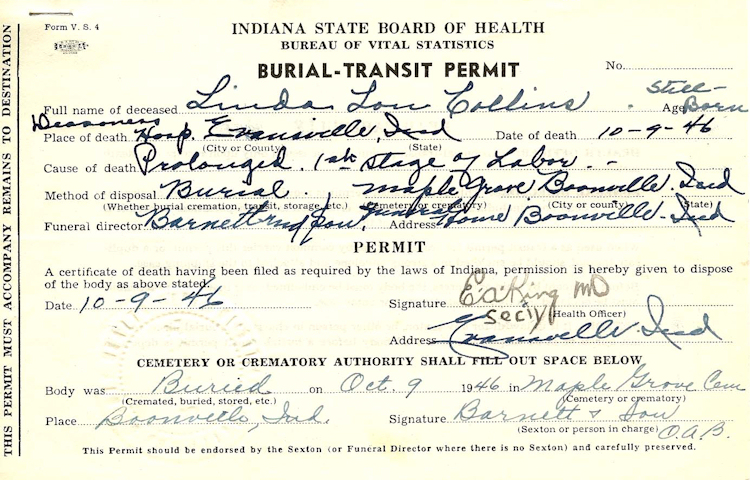 THIS PERMIT MUST ACCOMPANY REMAINS TO DESTINATION
Form V. S. 4
INDIANA STATE BOARD OF HEALTH
BUREAU OF VITAL STATISTICS
BURIAL-TRANSIT PERMIT
No.
Full name of deceased Linda Lou Collins Age Still-Born
Deaconess
Place of death Hosp. Evansville, Ind Date of death 10-9-46
(City or County) (State)
Cause of death Prolonged 1st stage of Labor
Method of disposal Burial Maple Grove Boonville Ind
(Whether burial cremation, transit, storage, etc.) (Cemetery or crematory) (City or county) (State)
Funeral director Barnett and Son Funeral Address Home Boonville Ind
PERMIT
A certificate of death having been filed as required by the laws of Indiana, permission is hereby given to dispose
of the body as above stated.
Date 10-9-46 Signature E.A. King MD
Secty (Health Officer)
Address Evansville Ind
CEMETERY OR CREMATORY AUTHORITY SHALL FILL OUT SPACE BELOW
Body was Buried on Oct. 9 1946 in Maple Grove Cem
(Cremated, buried, stored, etc.) (Cemetery or crematory)
Place Boonville, Ind. Signature Barnett & Son
(Sexton or person in charge) O.A.B.
This Permit should be endorsed by the Sexton (or Funeral Director where there is no Sexton) and carefully preserved.